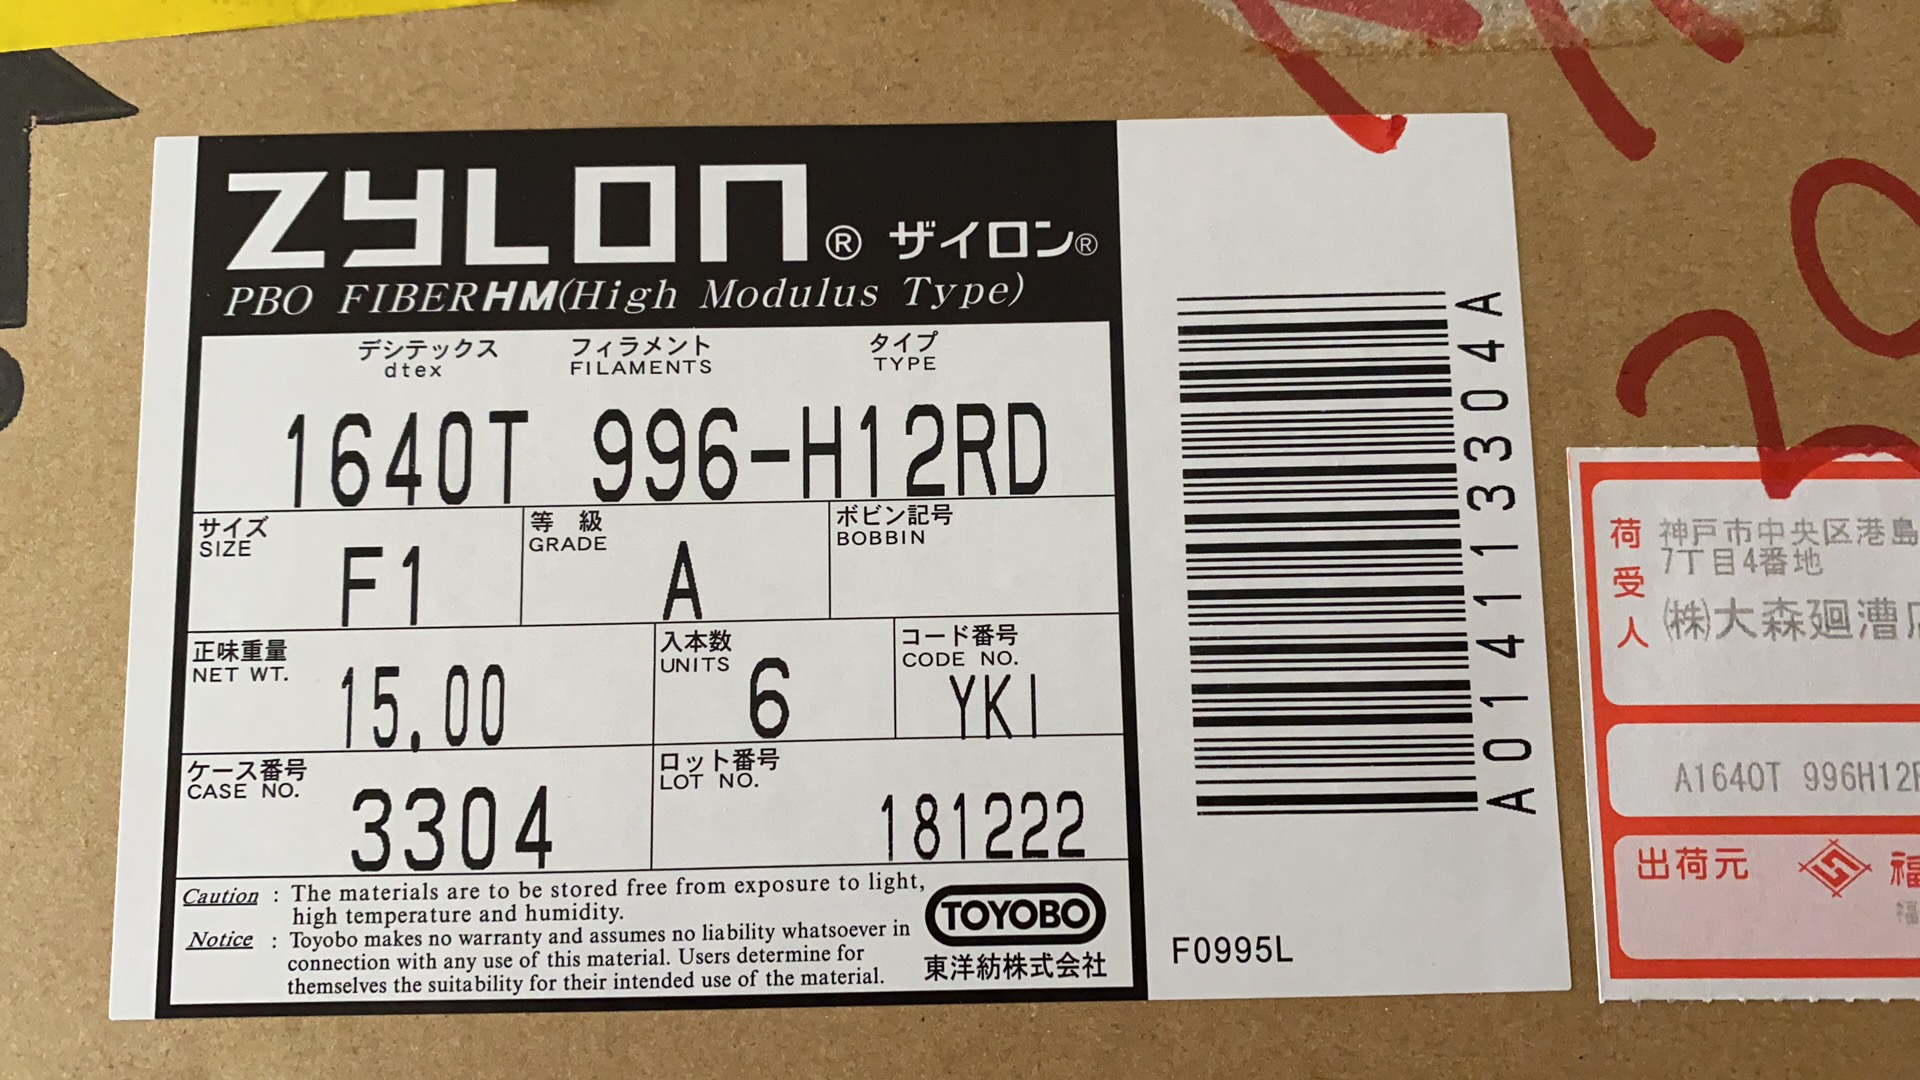 ZYLON® ザイロン®
PBO FIBER HM(High Modulus Type)
デシテックス フィラメント タイプ
dtex FILAMENTS TYPE
1640T 996-H12RD
サイズ
SIZE
F1
等 級
GRADE
A
ボビン記号
BOBBIN
正味重量
NET WT.
15.00
入本数
UNITS
6
コード番号
CODE NO.
YK1
ケース番号
CASE NO.
3304
ロット番号
LOT NO.
181222
Caution : The materials are to be stored free from exposure to light,
high temperature and humidity.
Notice : Toyobo makes no warranty and assumes no liability whatsoever in
connection with any use of this material. Users determine for
themselves the suitability for their intended use of the material.
TOYOBO
東洋紡株式会社
A014113304A
F0995L
20
荷受人
神戸市中央区港島
7丁目4番地
(株)大森廻漕店
A1640T 996H12R
出荷元
福
福